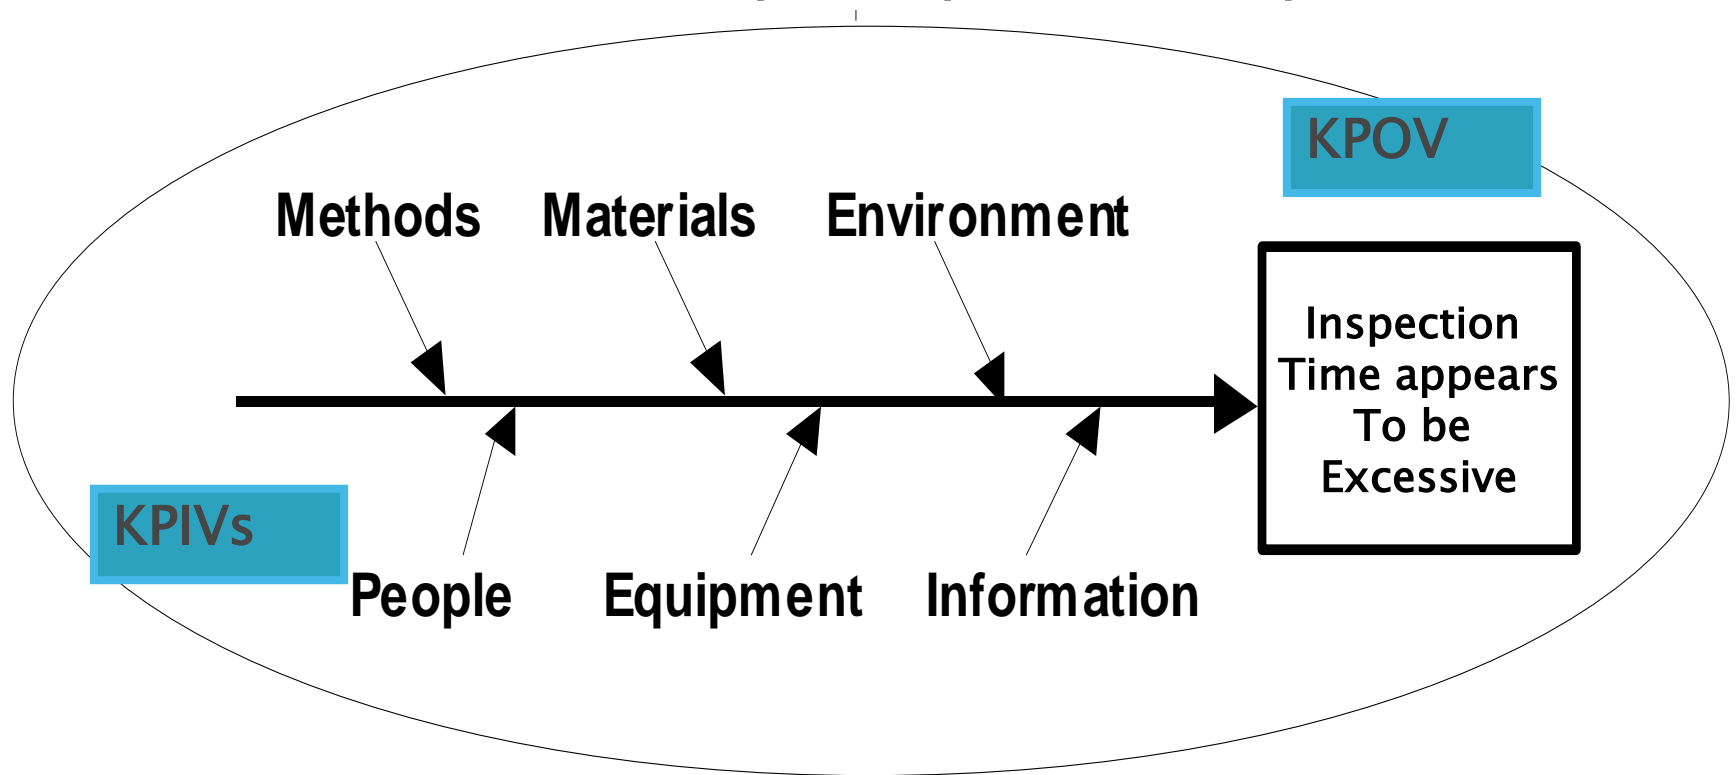 KPOV
Methods Materials Environment
Inspection
Time appears
To be
Excessive
KPIVs
People Equipment Information